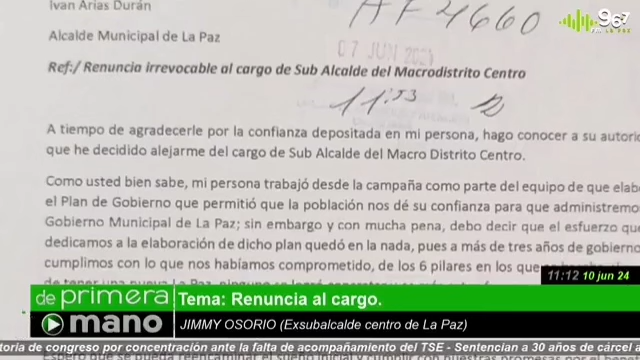 Ivan Arias Durán
AF4660
96.7
Alcalde Municipal de La Paz
07 JUN 202
Ref:/ Renuncia irrevocable al cargo de Sub Alcalde del Macrodistrito Centro
11:53
A tiempo de agradecerle por la confianza depositada en mi persona, hago conocer a su autorid
que he decidido alejarme del cargo de Sub Alcalde del Macro Distrito Centro.
Como usted bien sabe, mi persona trabajó desde la campaña como parte del equipo de que elab
el Plan de Gobierno que permitió que la población nos dé su confianza para que administremos
Gobierno Municipal de La Paz; sin embargo y con mucha pena, debo decir que el esfuerzo que
dedicamos a la elaboración de dicho plan quedó en la nada, pues a más de tres años de gobierno
cumplimos con lo que nos habíamos comprometido, de los 6 pilares en los que se
11:12 10 jun 24
de primera
mano
Tema: Renuncia al cargo.
JIMMY OSORIO (Exsubalcalde centro de La Paz)
toria de congreso por concentración ante la falta de acompañamiento del TSE - Sentencian a 30 años de cárcel a